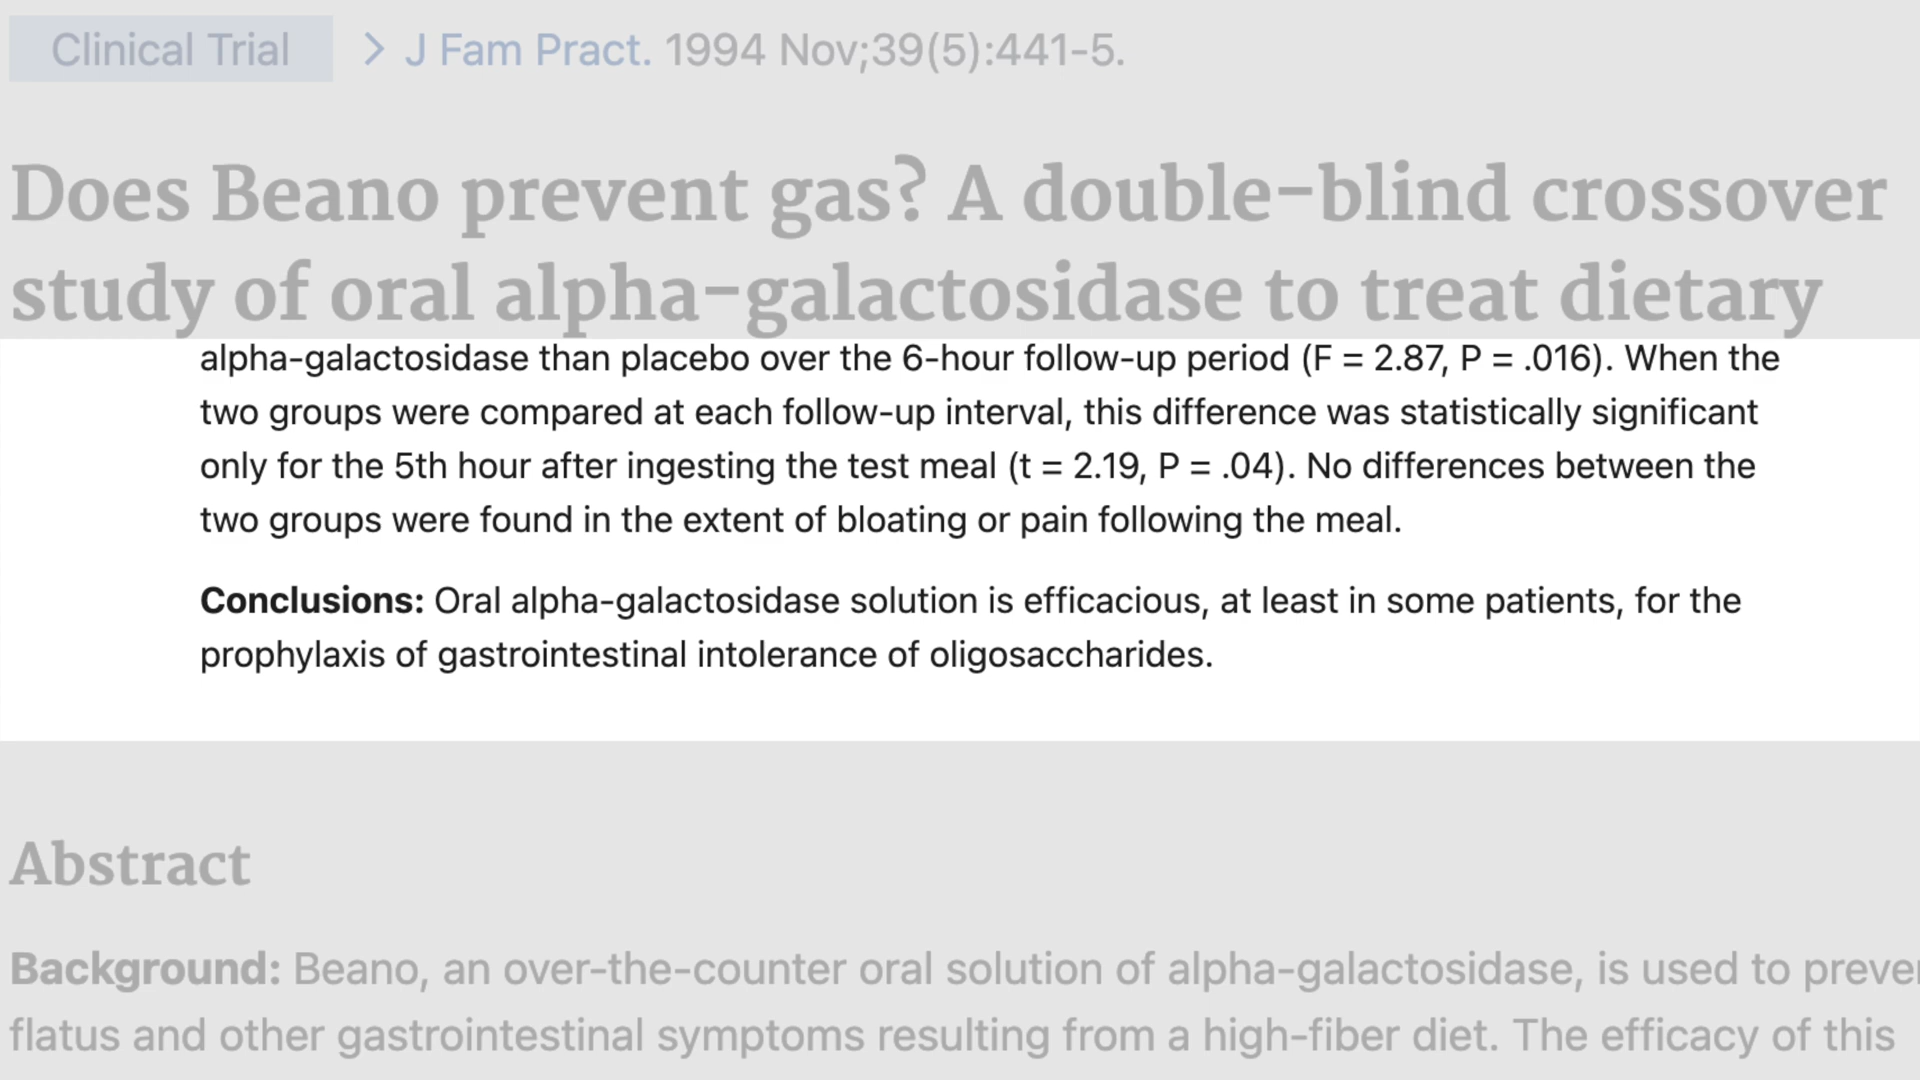 Clinical Trial > J Fam Pract. 1994 Nov;39(5):441-5.
Does Beano prevent gas? A double-blind crossover
study of oral alpha-galactosidase to treat dietary
alpha-galactosidase than placebo over the 6-hour follow-up period (F = 2.87, P = .016). When the
two groups were compared at each follow-up interval, this difference was statistically significant
only for the 5th hour after ingesting the test meal (t = 2.19, P = .04). No differences between the
two groups were found in the extent of bloating or pain following the meal.
Conclusions: Oral alpha-galactosidase solution is efficacious, at least in some patients, for the
prophylaxis of gastrointestinal intolerance of oligosaccharides.
Abstract
Background: Beano, an over-the-counter oral solution of alpha-galactosidase, is used to
flatus and other gastrointestinal symptoms resulting from a high-fiber diet. The efficacy of this